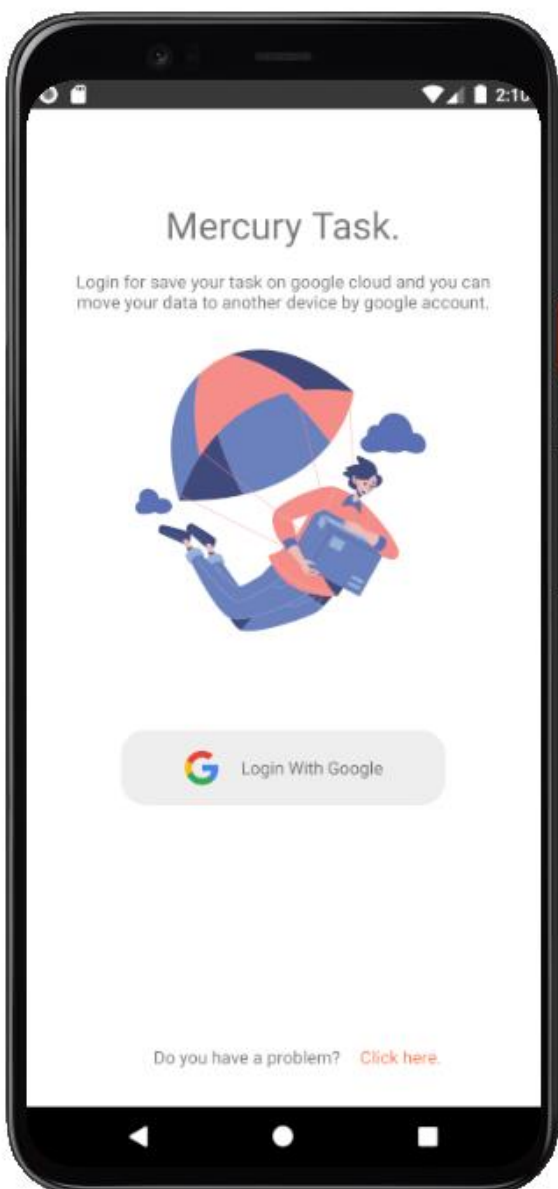 Mercury Task.
Login for save your task on google cloud and you can
move your data to another device by google account.
Login With Google
Do you have a problem? Click here.